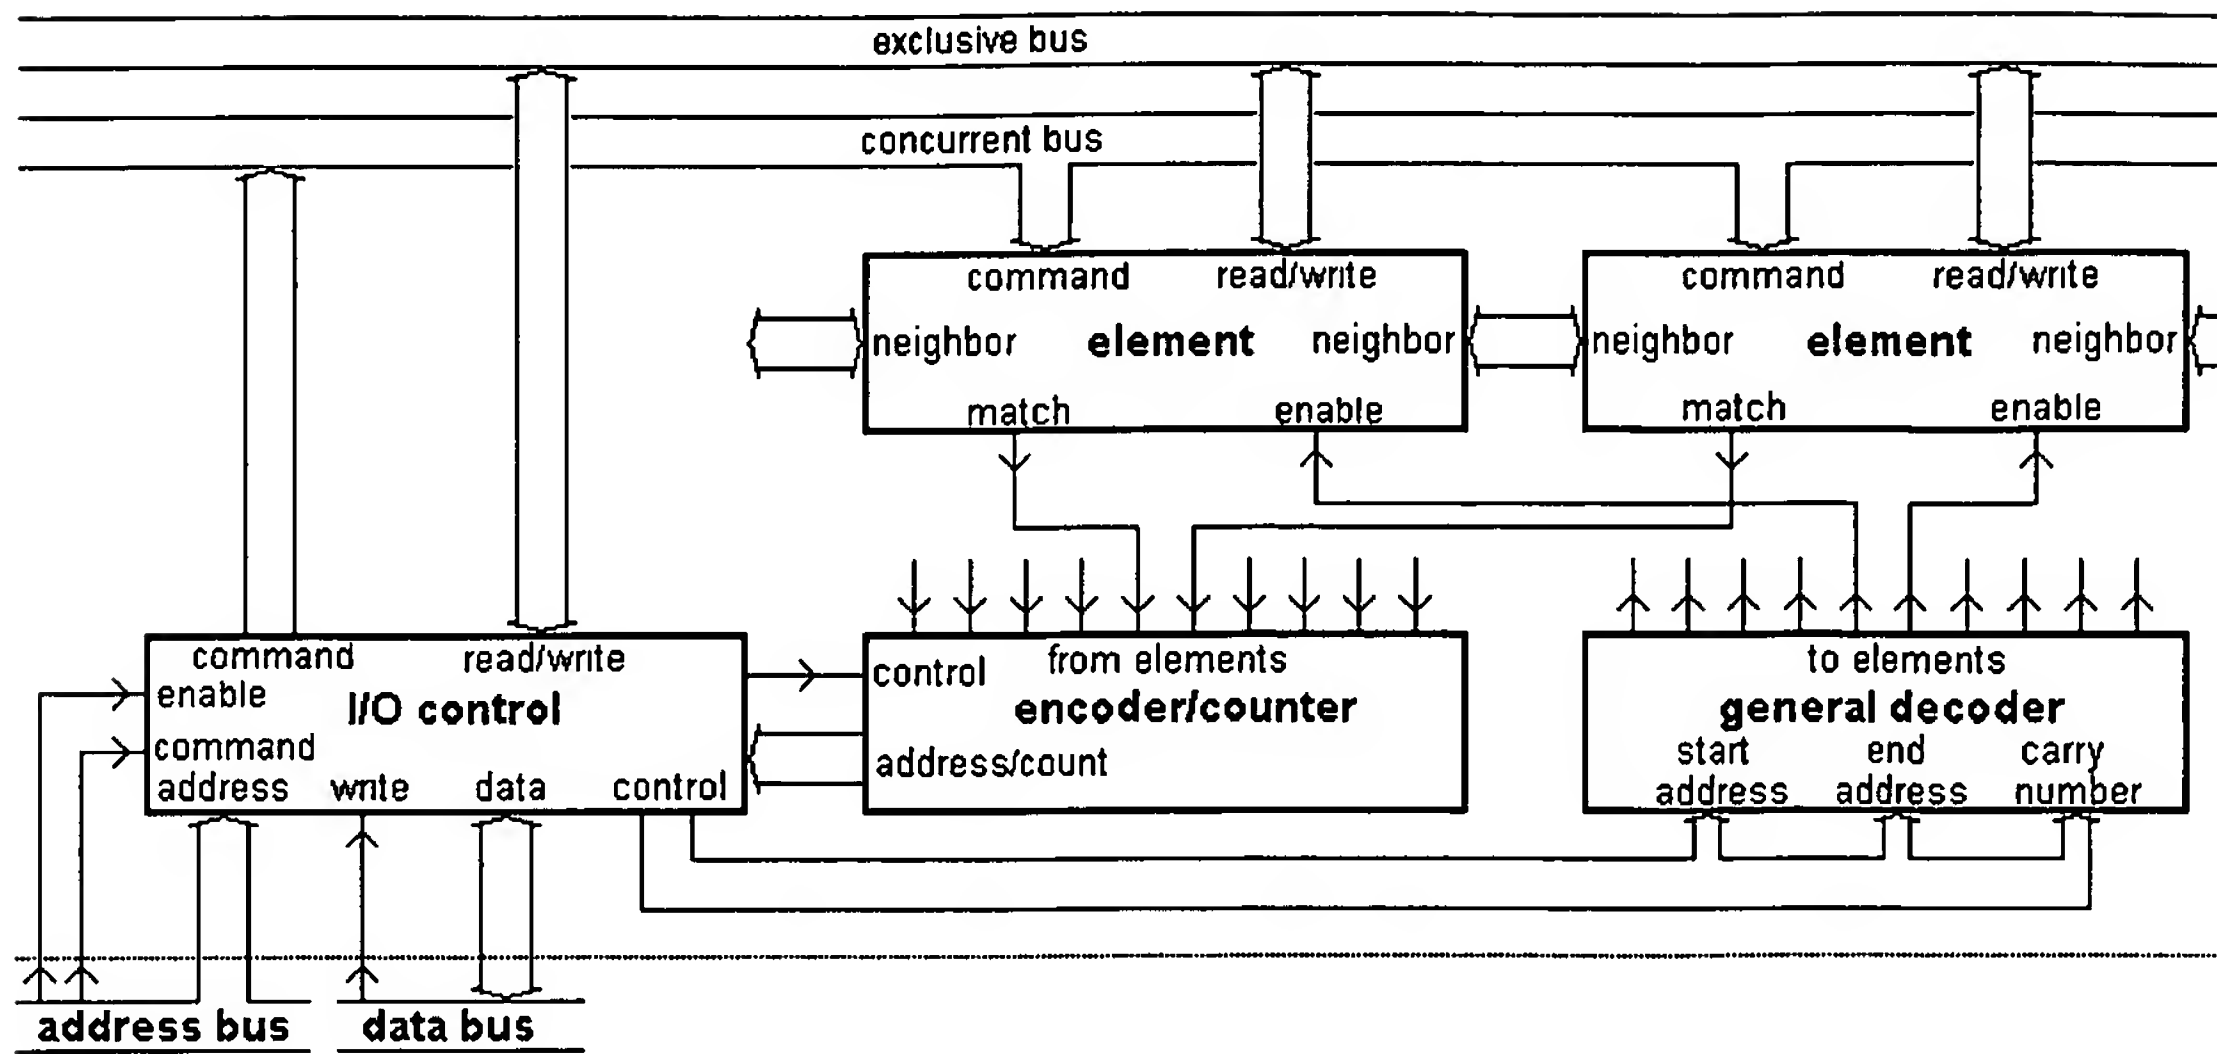 exclusive bus
concurrent bus
command read/write
neighbor element neighbor
match enable
command read/write
neighbor element neighbor
match enable
command read/write
enable
I/O control
command
address write data control
from elements
control
encoder/counter
address/count
to elements
general decoder
start end carry
address address number
address bus data bus